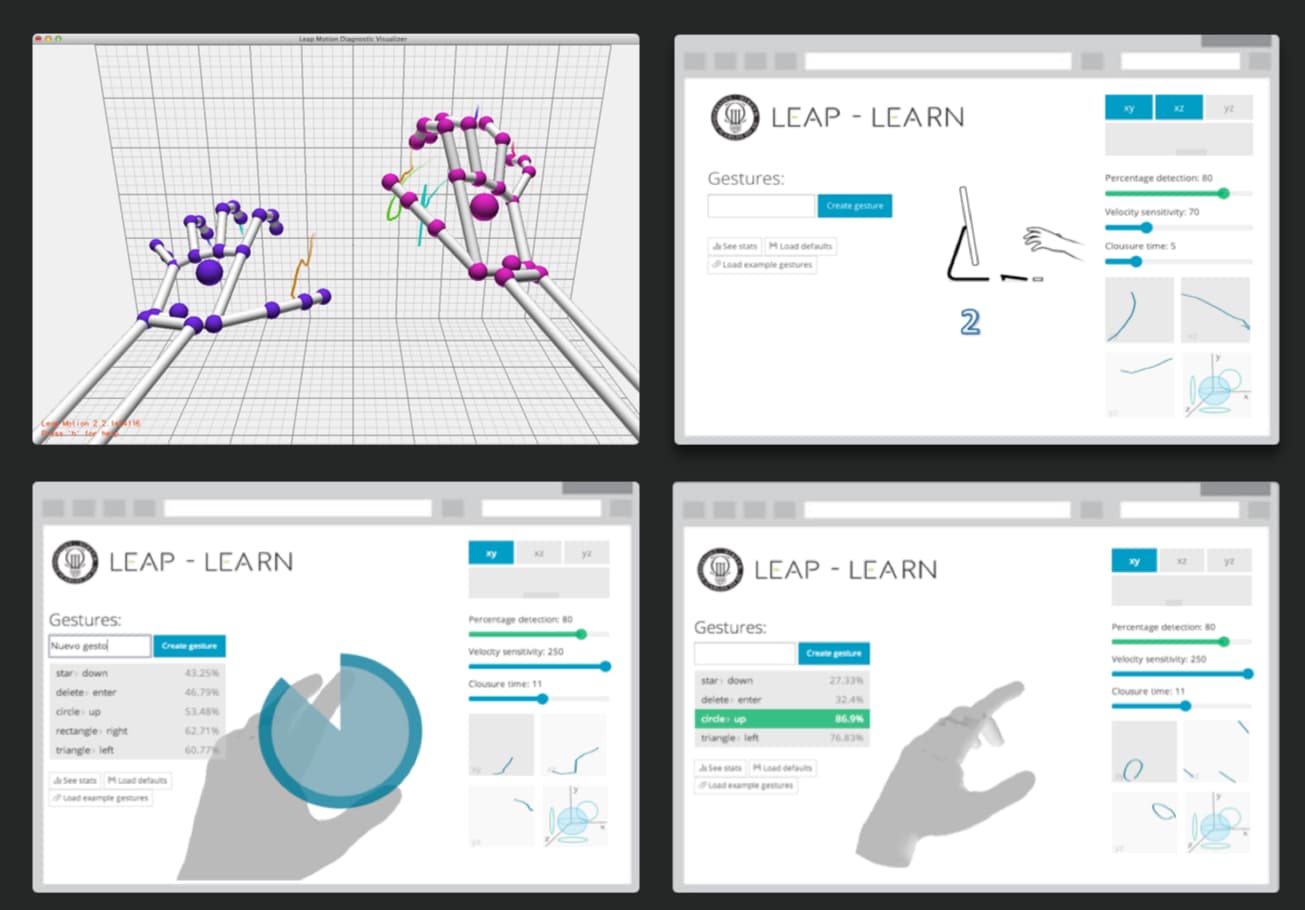 Leap Motion Diagnostic Visualizer
Press 'h' for help
LEAP - LEARN
Gestures:
Create gesture
See stats
Load defaults
Load example gestures
2
xy
xz
yz
Percentage detection: 80
Velocity sensitivity: 70
Clousure time: 5
y
x
z
LEAP - LEARN
Gestures:
Nuevo gesto
Create gesture
star› down 43.25%
delete› enter 46.79%
circle› up 53.48%
rectangle› right 62.71%
triangle› left 60.77%
See stats
Load defaults
Load example gestures
xy
xz
yz
Percentage detection: 80
Velocity sensitivity: 250
Clousure time: 11
y
x
z
LEAP - LEARN
Gestures:
Create gesture
star› down 27.33%
delete› enter 32.4%
circle› up 86.9%
triangle› left 76.83%
See stats
Load defaults
Load example gestures
xy
xz
yz
Percentage detection: 80
Velocity sensitivity: 250
Clousure time: 11
y
x
z